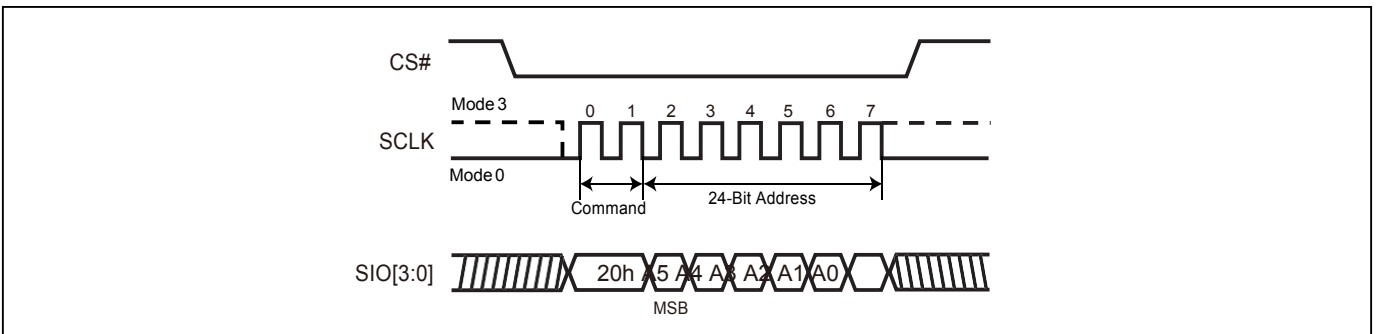 CS#
Mode 3
0 1 2 3 4 5 6 7
SCLK
Mode 0
Command
24-Bit Address
SIO[3:0]
20h A5 A4 A3 A2 A1 A0
MSB